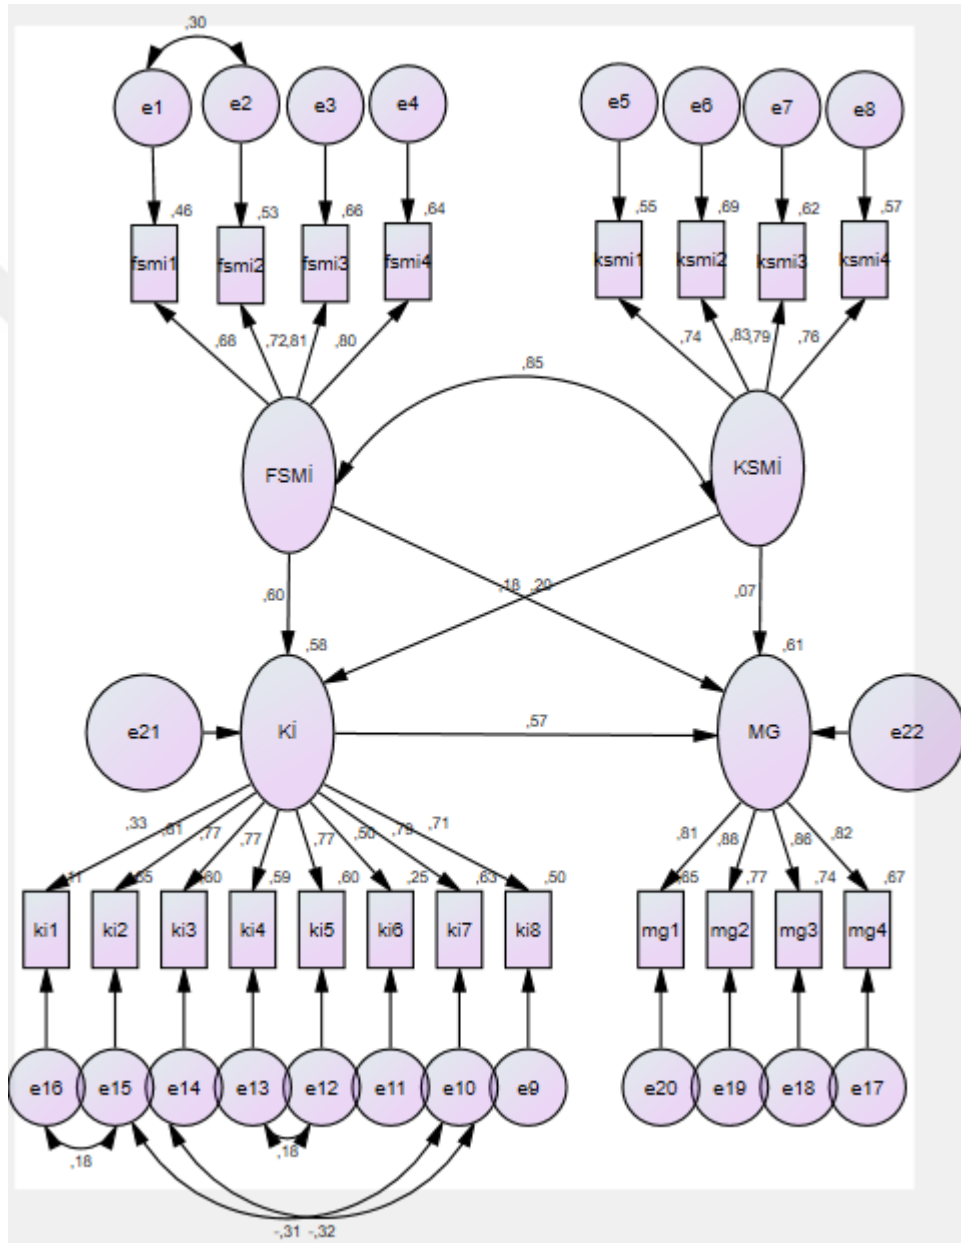 ,30
e1 e2 e3 e4 e5 e6 e7 e8
,46 ,53 ,66 ,64 ,55 ,69 ,62 ,57
fsmi1 fsmi2 fsmi3 fsmi4 ksmi1 ksmi2 ksmi3 ksmi4
,68 ,72 ,81 ,80 ,74 ,83 ,79 ,76
,85
FSMİ KSMİ
,60 ,18 ,20 ,07
,58 ,61
e21 Kİ ,57 MG e22
,33 ,81 ,77 ,77 ,77 ,50 ,79 ,71 ,81 ,88 ,86 ,82
,60 ,59 ,60 ,25 ,63 ,50 ,65 ,77 ,74 ,67
ki1 ki2 ki3 ki4 ki5 ki6 ki7 ki8 mg1 mg2 mg3 mg4
e16 e15 e14 e13 e12 e11 e10 e9 e20 e19 e18 e17
,18 ,18
-,31 -,32